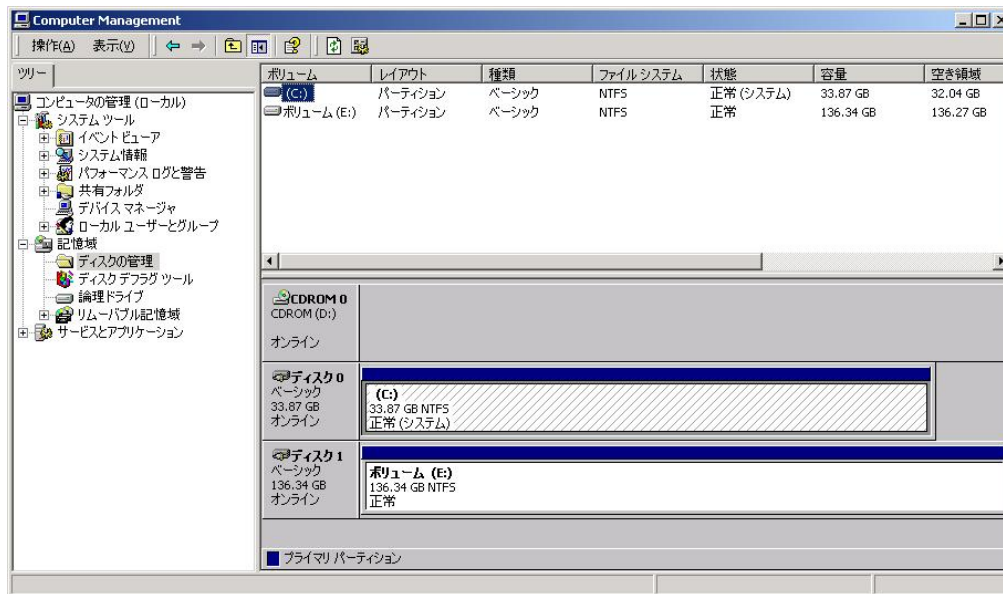 Computer Management
操作(A) 表示(V)
ツリー
コンピュータの管理 (ローカル)
システム ツール
イベント ビューア
システム情報
パフォーマンス ログと警告
共有フォルダ
デバイス マネージャ
ローカル ユーザーとグループ
記憶域
ディスクの管理
ディスク デフラグ ツール
論理ドライブ
リムーバブル記憶域
サービスとアプリケーション
ボリューム レイアウト 種類 ファイル システム 状態 容量 空き領域
(C:) パーティション ベーシック NTFS 正常 (システム) 33.87 GB 32.04 GB
ボリューム (E:) パーティション ベーシック NTFS 正常 136.34 GB 136.27 GB
CDROM 0
CDROM (D:)
オンライン
ディスク 0
ベーシック
33.87 GB
オンライン
(C:)
33.87 GB NTFS
正常 (システム)
ディスク 1
ベーシック
136.34 GB
オンライン
ボリューム (E:)
136.34 GB NTFS
正常
プライマリ パーティション